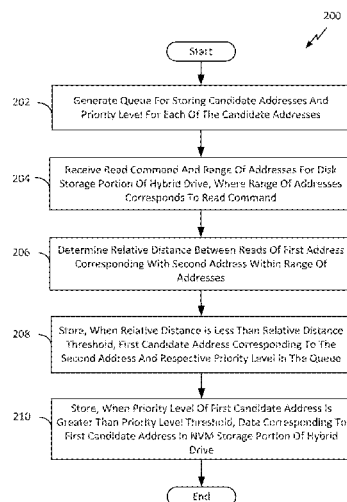 200
Start
202
Generate Queue For Storing Candidate Addresses And
Priority Level For Each Of The Candidate Addresses
204
Receive Read Command And Range Of Addresses For Disk
Storage Portion Of Hybrid Drive, Where Range Of Addresses
Corresponds To Read Command
206
Determine Relative Distance Between Reads Of First Address
Corresponding With Second Address Within Range Of
Addresses
208
Store, When Relative Distance is Less Than Relative Distance
Threshold, First Candidate Address Corresponding To The
Second Address And Respective Priority Level in The Queue
210
Store, When Priority Level Of First Candidate Address is
Greater Than Priority Level Threshold, Data Corresponding To
First Candidate Address in NVM Storage Portion Of Hybrid
Drive
End